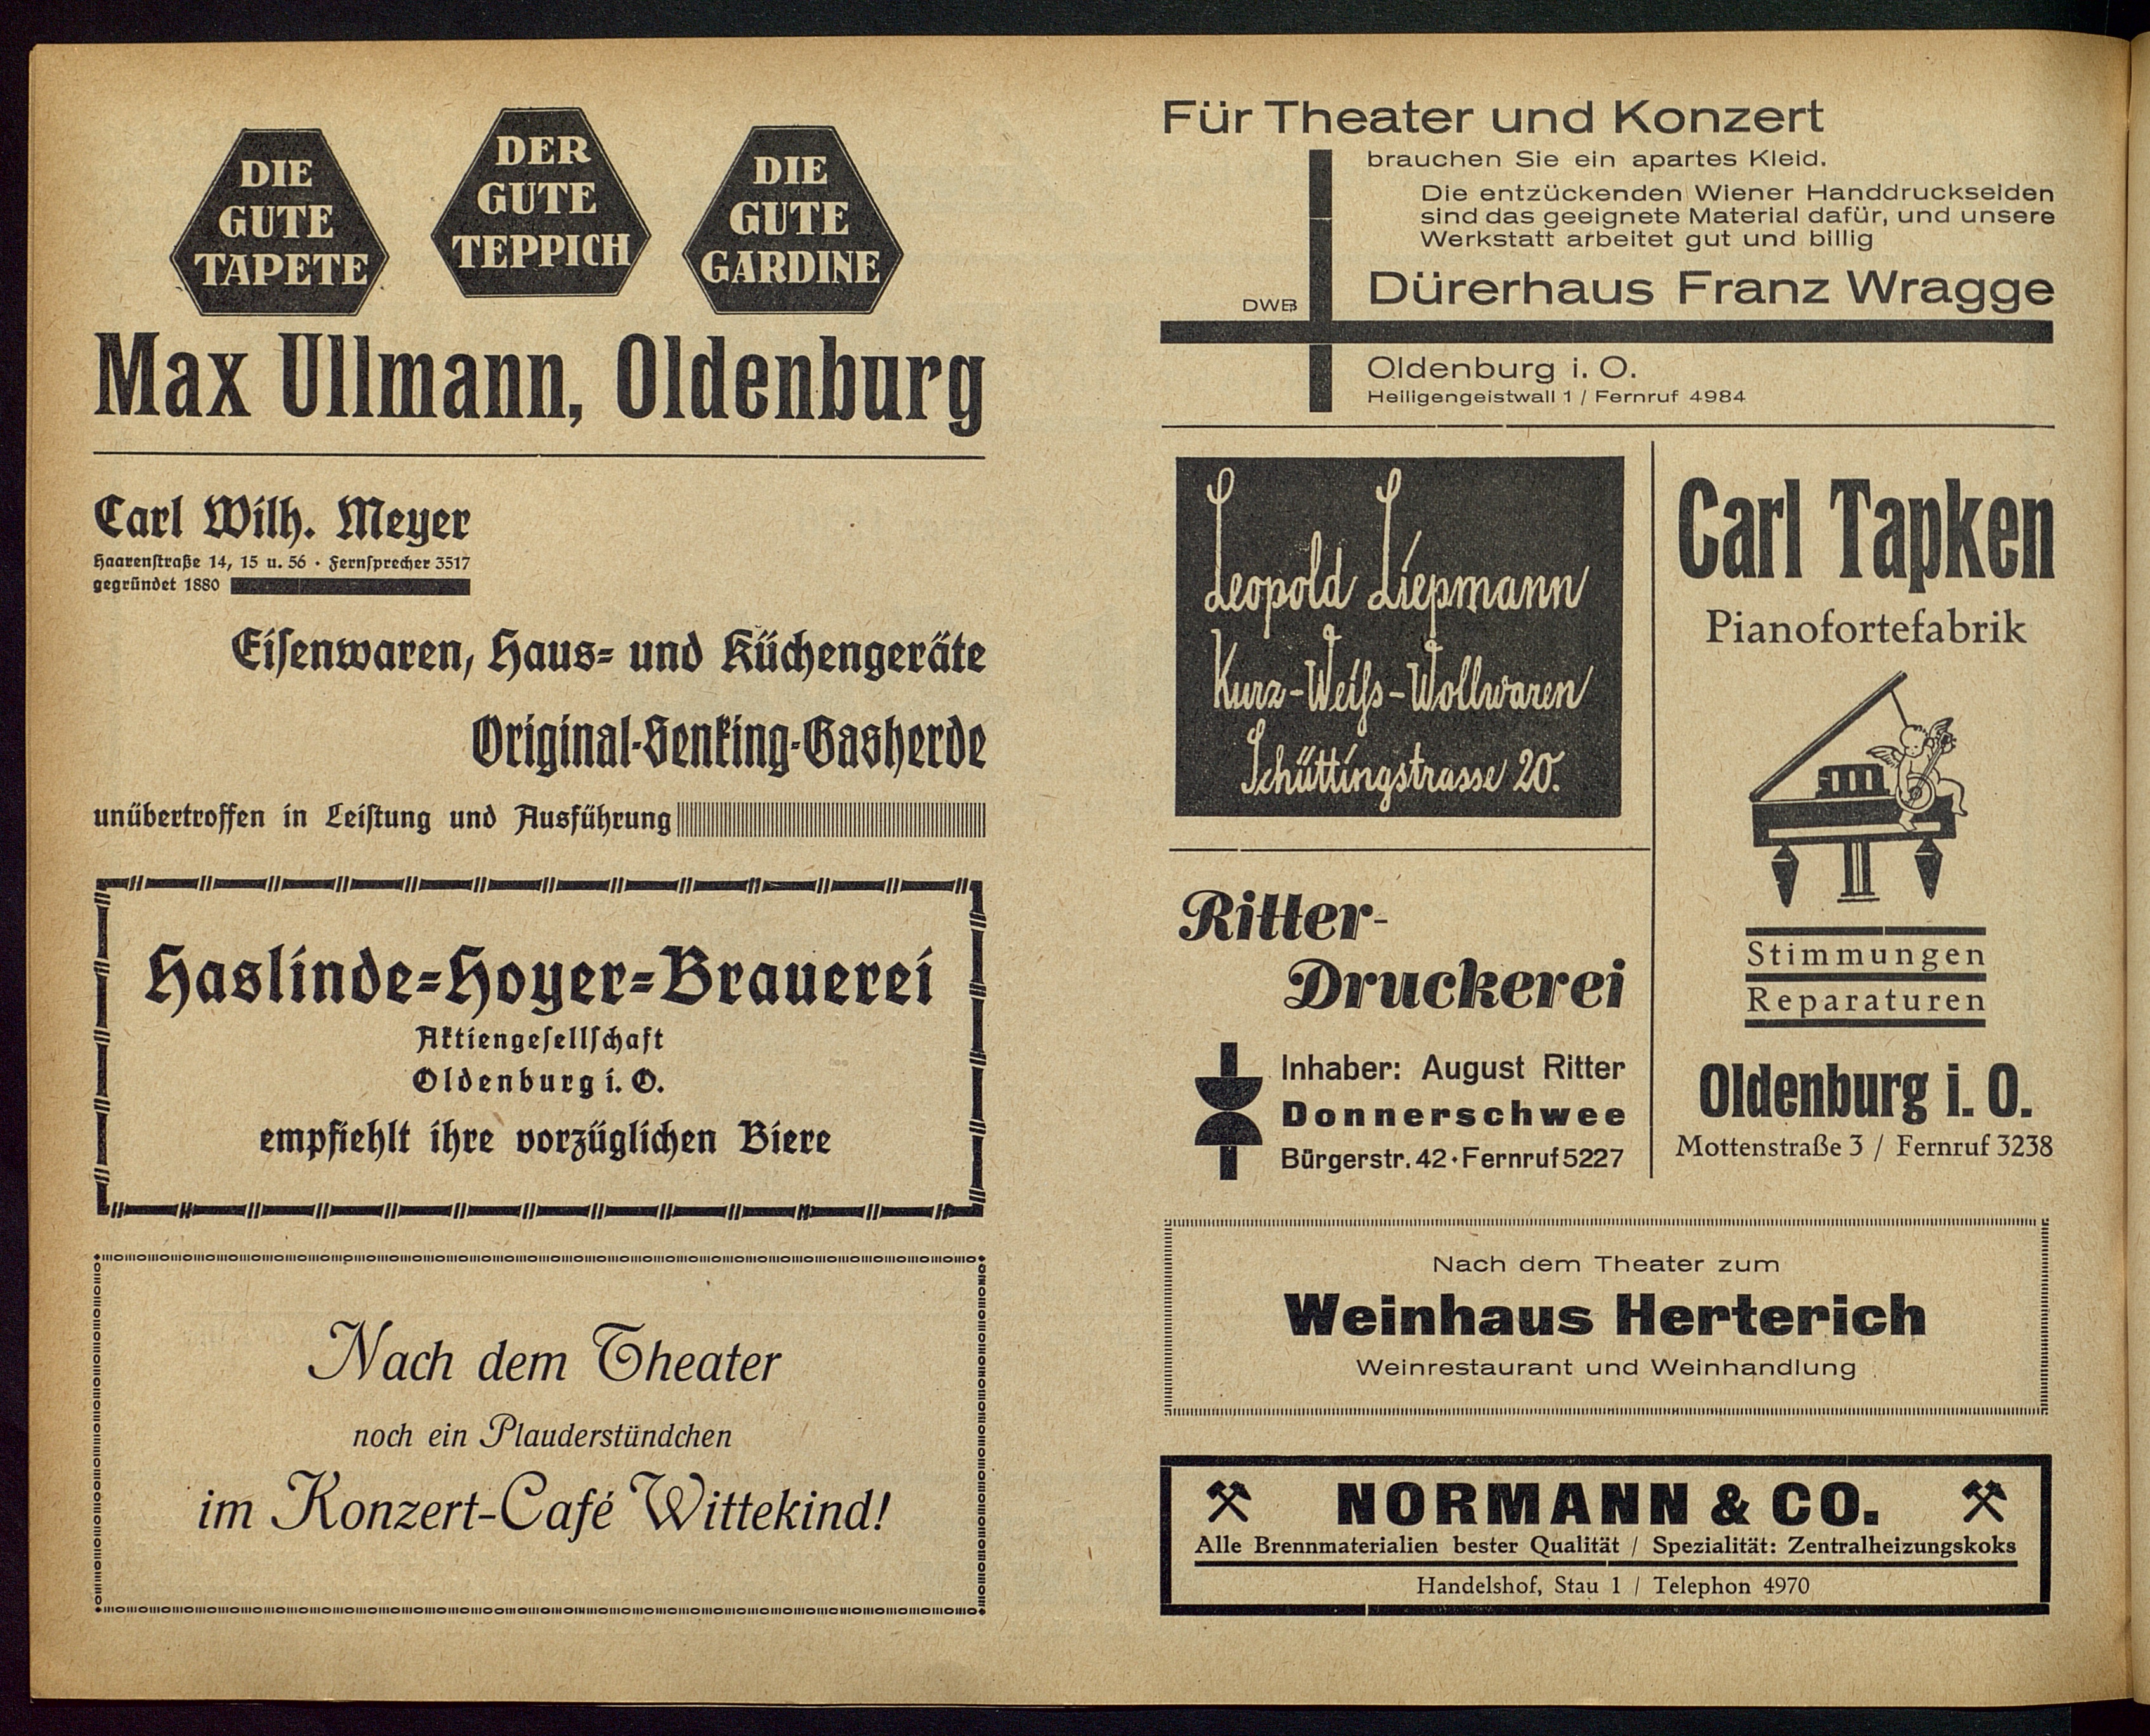 DIE
GUTE
TAPETE
DER
GUTE
TEPPICH
DIE
GUTE
GARDINE
Max Ullmann, Oldenburg
Carl Wilh. Meyer
Haarenſtraße 14, 15 u. 56 · Fernſprecher 3517
gegründet 1880
Eiſenwaren, Haus- und Küchengeräte
Original-Senking-Gasherde
unübertroffen in Leiſtung und Ausführung
Haslinde-Hoyer-Brauerei
Aktiengeſellſchaft
Oldenburg i. O.
empfiehlt ihre vorzüglichen Biere
Nach dem Theater
noch ein Plauderstündchen
im Konzert-Café Wittekind!
Für Theater und Konzert
brauchen Sie ein apartes Kleid.
Die entzückenden Wiener Handdruckseiden
sind das geeignete Material dafür, und unsere
Werkstatt arbeitet gut und billig
DWB
Dürerhaus Franz Wragge
Oldenburg i. O.
Heiligengeistwall 1 / Fernruf 4984
Leopold Liepmann
Kurz-Weiſs-Wollwaren
Schüttingstrasse 20.
Ritter-
Druckerei
Inhaber: August Ritter
Donnerschwee
Bürgerstr. 42 · Fernruf 5227
Carl Tapken
Pianofortefabrik
Stimmungen
Reparaturen
Oldenburg i. O.
Mottenstraße 3 / Fernruf 3238
Nach dem Theater zum
Weinhaus Herterich
Weinrestaurant und Weinhandlung
NORMANN & CO.
Alle Brennmaterialien bester Qualität / Spezialität: Zentralheizungskoks
Handelshof, Stau 1 / Telephon 4970